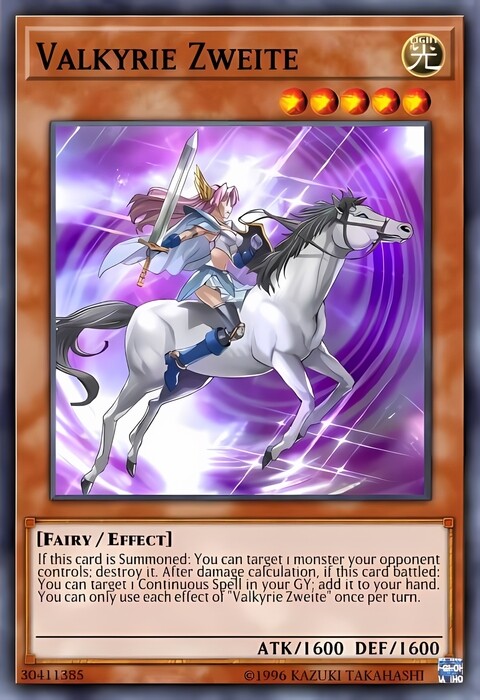 VALKYRIE ZWEITE
LIGHT
光
[FAIRY / EFFECT]
If this card is Summoned: You can target 1 monster your opponent
controls; destroy it. After damage calculation, if this card battled:
You can target 1 Continuous Spell in your GY; add it to your hand.
You can only use each effect of "Valkyrie Zweite" once per turn.
ATK/1600 DEF/1600
30411385
©1996 KAZUKI TAKAHASHI